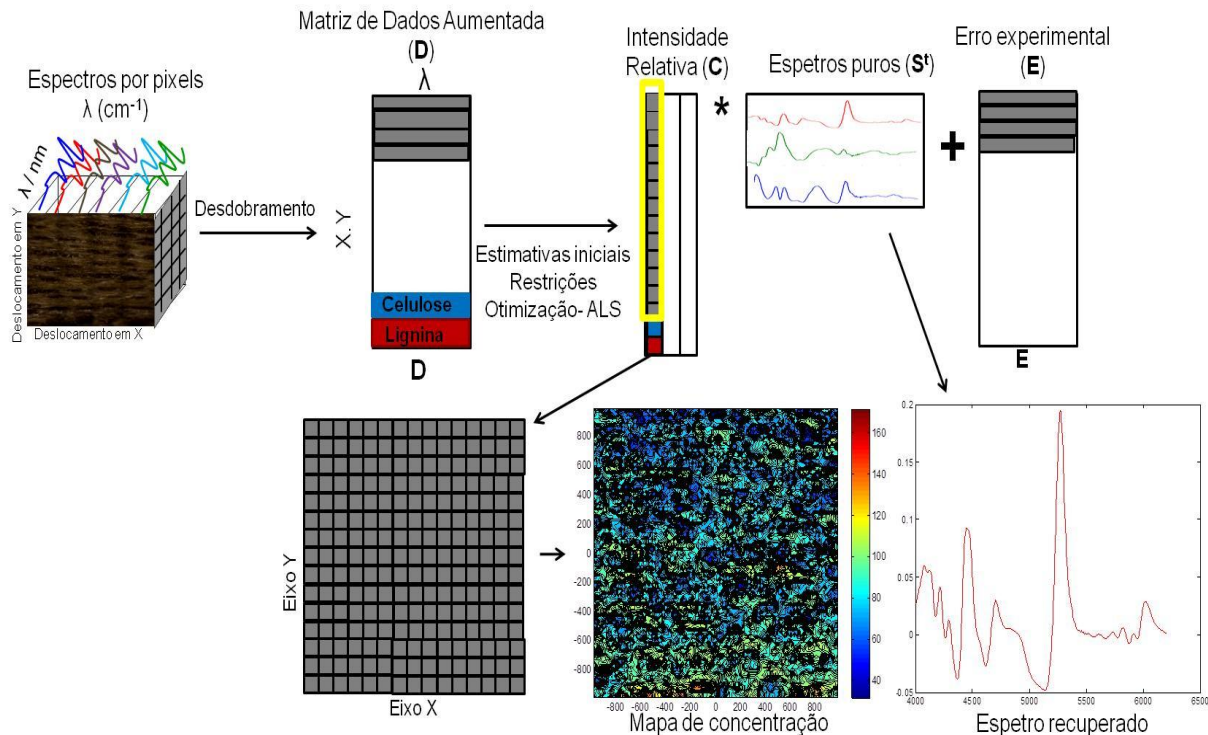 Matriz de Dados Aumentada
(D)
λ
Espectros por pixels
λ (cm-1)
λ / nm
Deslocamento em Y
Deslocamento em X
Desdobramento
X. Y
Celulose
Lignina
D
Estimativas iniciais
Restrições
Otimização- ALS
Intensidade
Relativa (C)
*
Espetros puros (St)
+
Erro experimental
(E)
E
Eixo Y
Eixo X
800
600
400
200
0
-200
-400
-600
-800
-800 -600 -400 -200 0 200 400 600 800
Mapa de concentração
160
140
120
100
80
60
40
0.2
0.15
0.1
0.05
0
-0.05
4000 4500 5000 5500 6000 6500
Espetro recuperado